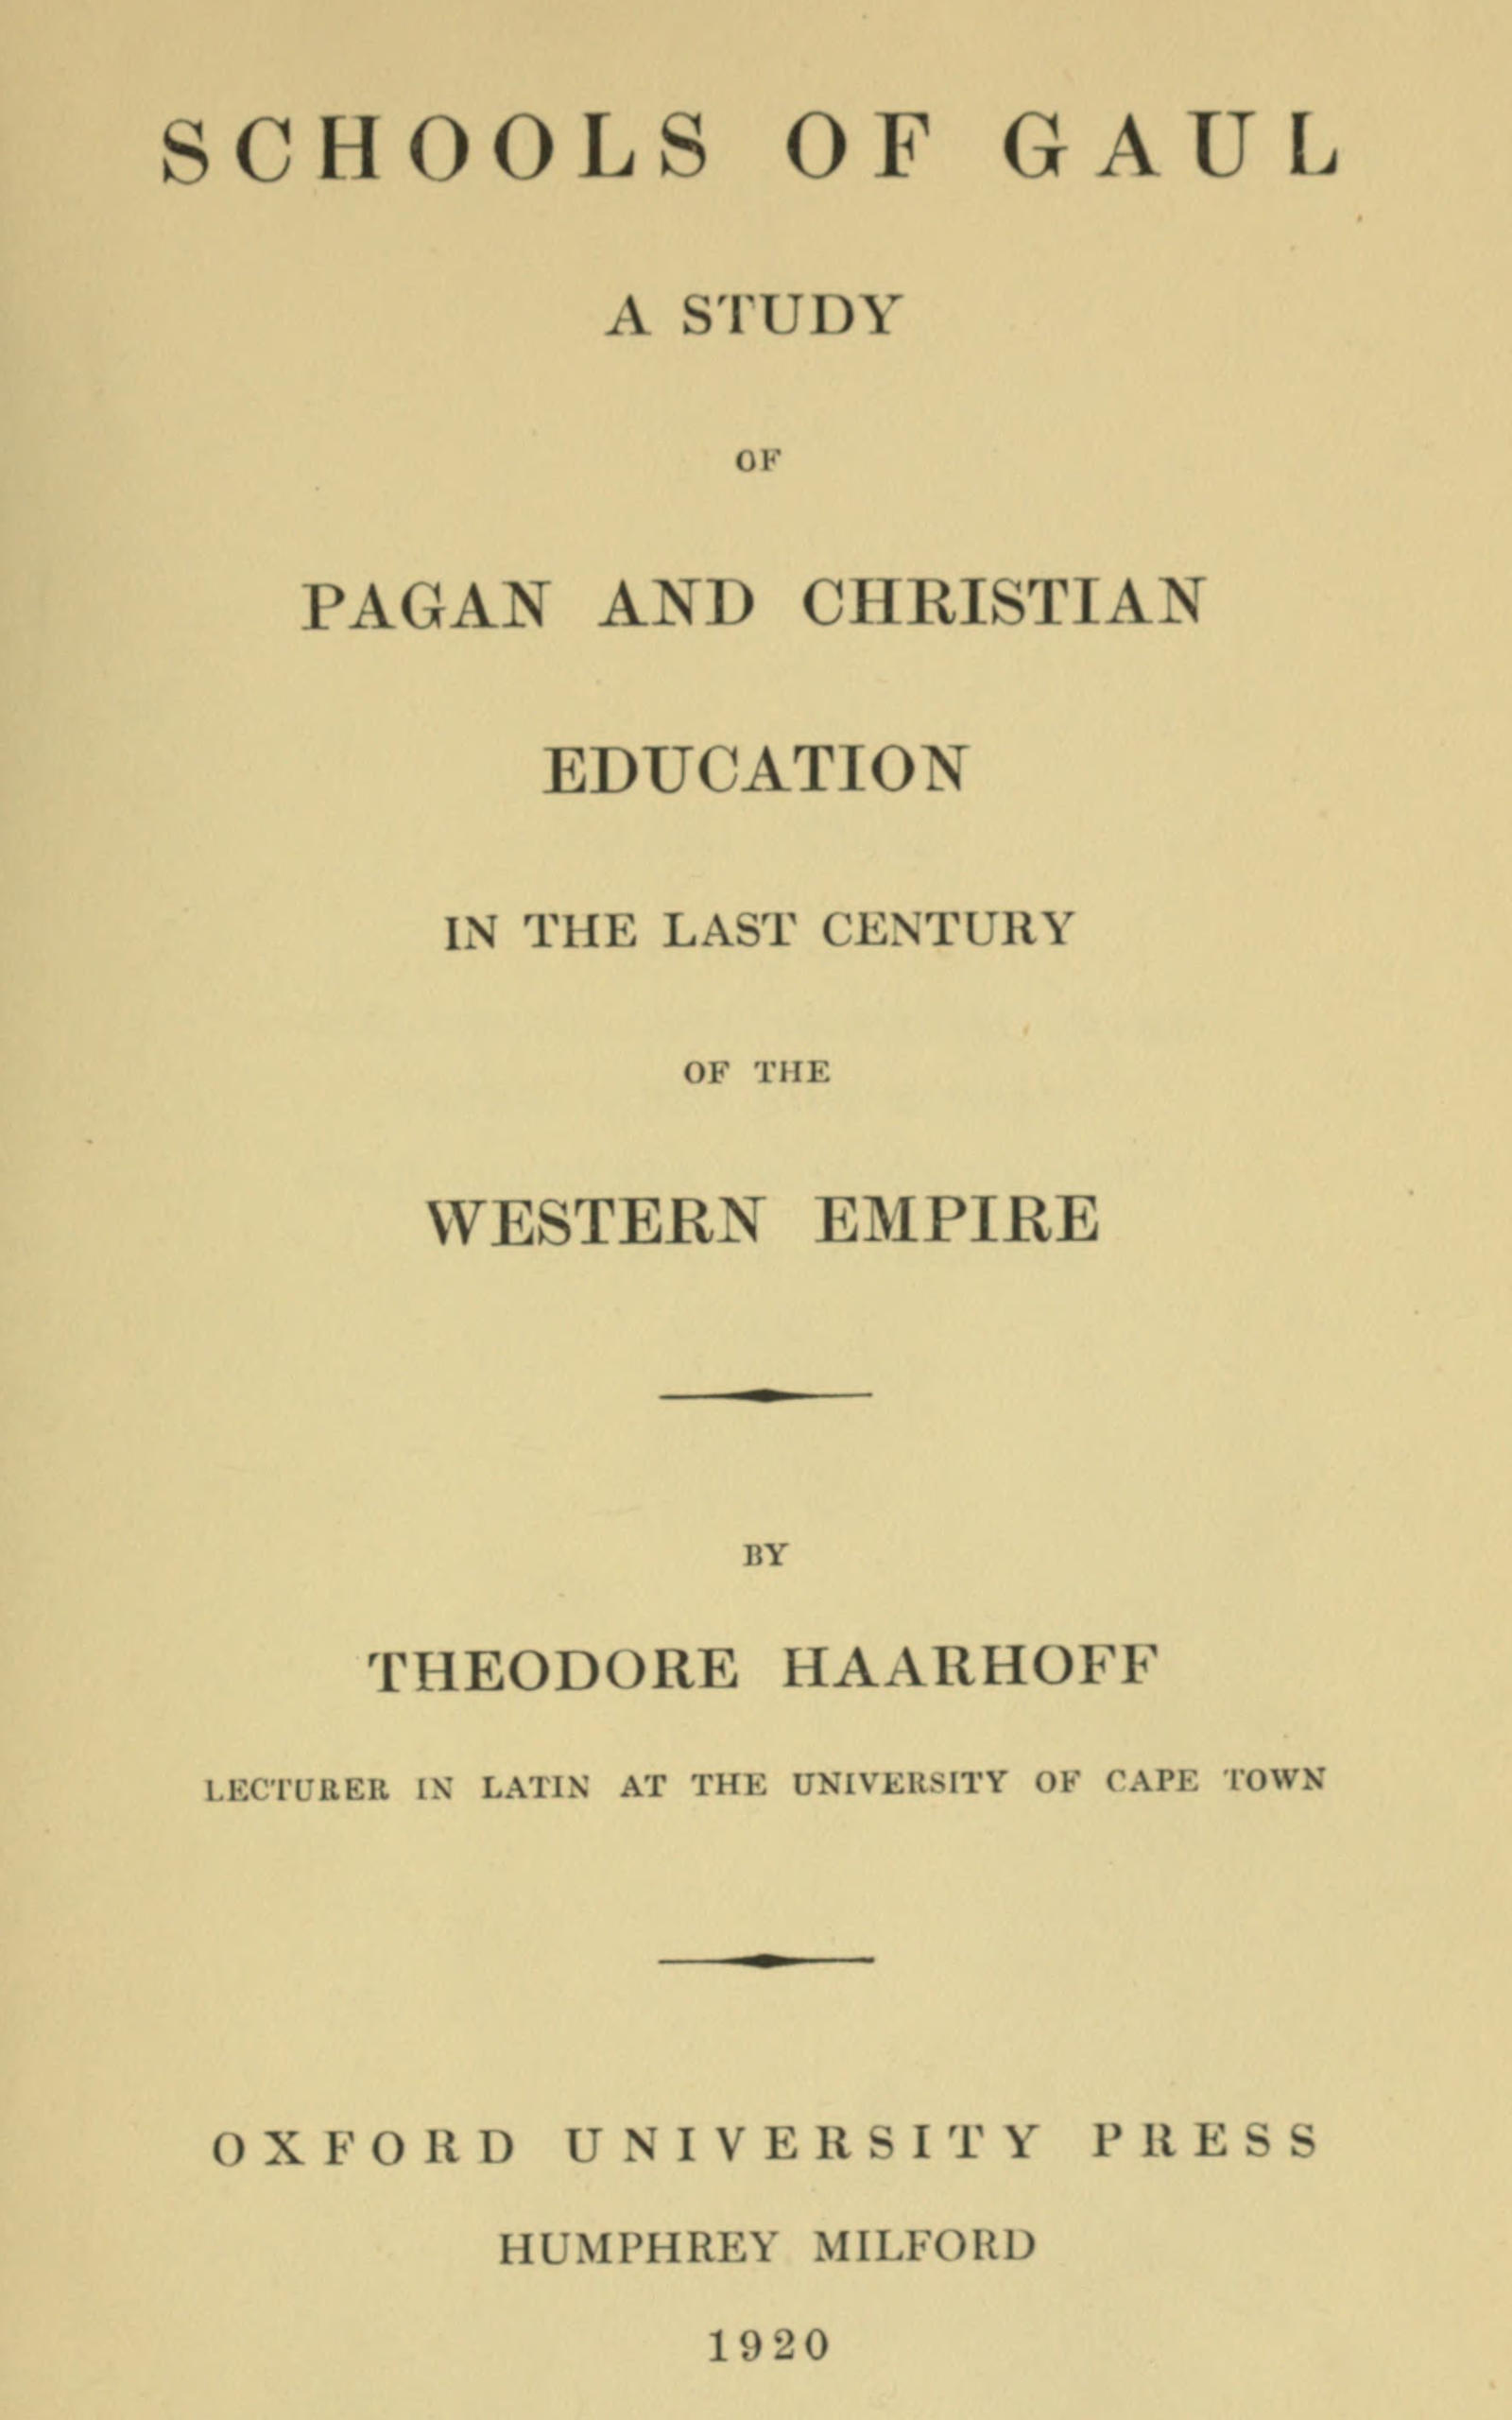 SCHOOLS OF GAUL
A STUDY
OF
PAGAN AND CHRISTIAN
EDUCATION
IN THE LAST CENTURY
OF THE
WESTERN EMPIRE
BY
THEODORE HAARHOFF
LECTURER IN LATIN AT THE UNIVERSITY OF CAPE TOWN
OXFORD UNIVERSITY PRESS
HUMPHREY MILFORD
1920